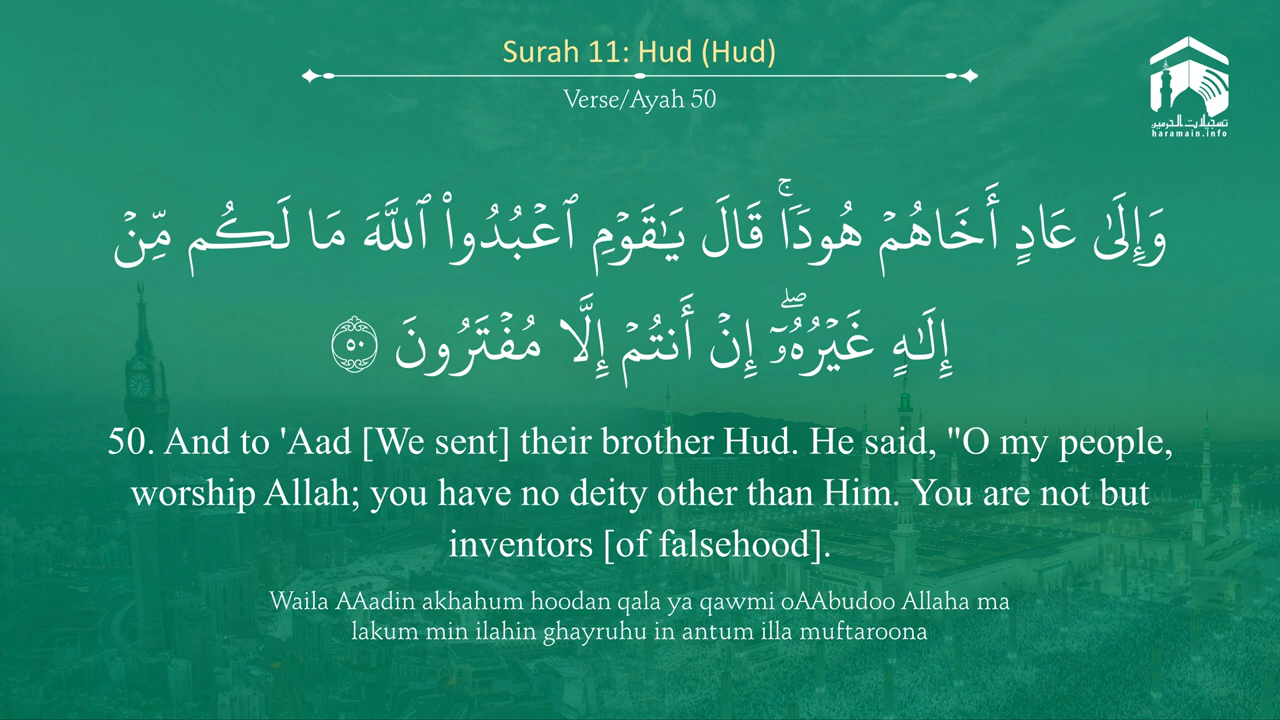 Surah 11: Hud (Hud)
Verse/Ayah 50
تسجيلات الحرمين
haramain.info
وَإِلَىٰ عَادٍ أَخَاهُمۡ هُودٗاۚ قَالَ يَٰقَوۡمِ ٱعۡبُدُواْ ٱللَّهَ مَا لَكُم مِّنۡ
إِلَٰهٍ غَيۡرُهُۥٓۖ إِنۡ أَنتُمۡ إِلَّا مُفۡتَرُونَ ٥٠
50. And to 'Aad [We sent] their brother Hud. He said, "O my people,
worship Allah; you have no deity other than Him. You are not but
inventors [of falsehood].
Waila AAadin akhahum hoodan qala ya qawmi oAAbudoo Allaha ma
lakum min ilahin ghayruhu in antum illa muftaroona